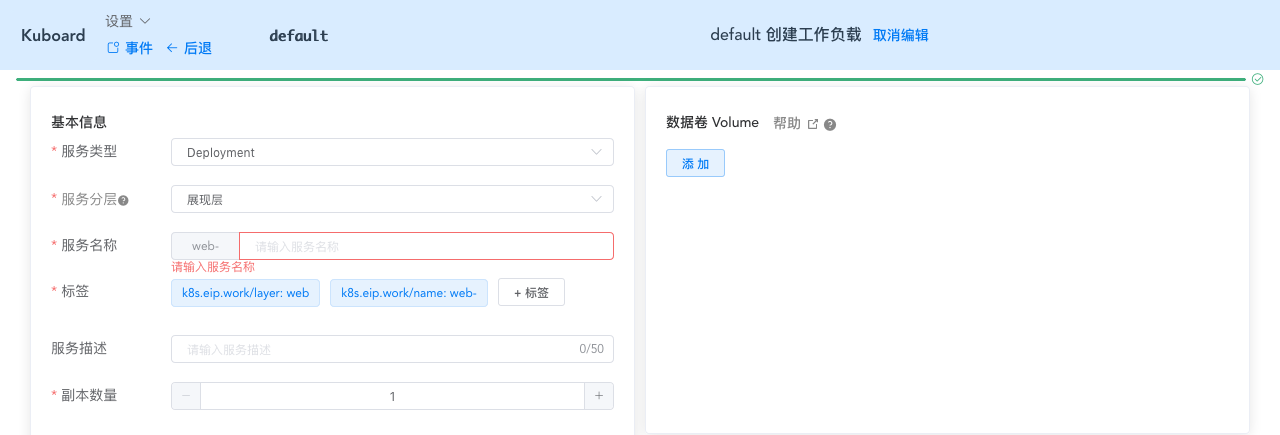 Kuboard
设置
事件 后退
default
default 创建工作负载 取消编辑
基本信息
* 服务类型
Deployment
* 服务分层
展现层
* 服务名称
web- 请输入服务名称
请输入服务名称
* 标签
k8s.eip.work/layer: web k8s.eip.work/name: web- + 标签
服务描述
请输入服务描述 0/50
* 副本数量
− 1 +
数据卷 Volume 帮助
添 加